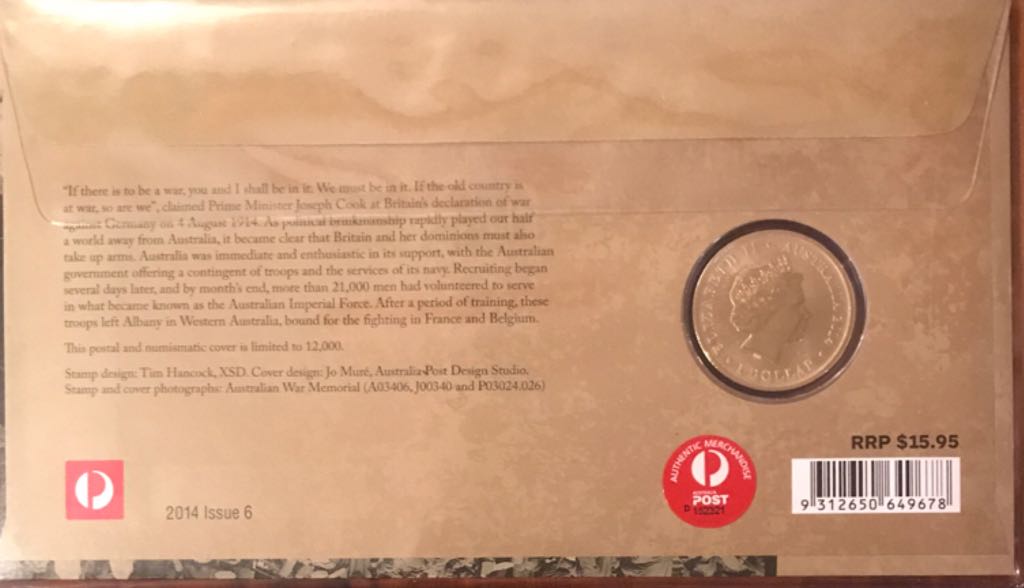 "If there is to be a war, you and I shall be in it. We must be in it. If the old country is
at war, so are we", claimed Prime Minister Joseph Cook at Britain's declaration of war
against Germany on 4 August 1914. As political brinkmanship rapidly played out half
a world away from Australia, it became clear that Britain and her dominions must also
take up arms. Australia was immediate and enthusiastic in its support, with the Australian
government offering a contingent of troops and the services of its navy. Recruiting began
several days later, and by month's end, more than 21,000 men had volunteered to serve
in what became known as the Australian Imperial Force. After a period of training, these
troops left Albany in Western Australia, bound for the fighting in France and Belgium.
This postal and numismatic cover is limited to 12,000.
Stamp design: Tim Hancock, XSD. Cover design: Jo Muré, Australia Post Design Studio.
Stamp and cover photographs: Australian War Memorial (A03406, J00340 and P03024.026)
ELIZABETH II
AUSTRALIA 2014
1 DOLLAR
RRP $15.95
AUTHENTIC MERCHANDISE
AUSTRALIA
POST
P 152321
9 312650 649678
2014 Issue 6